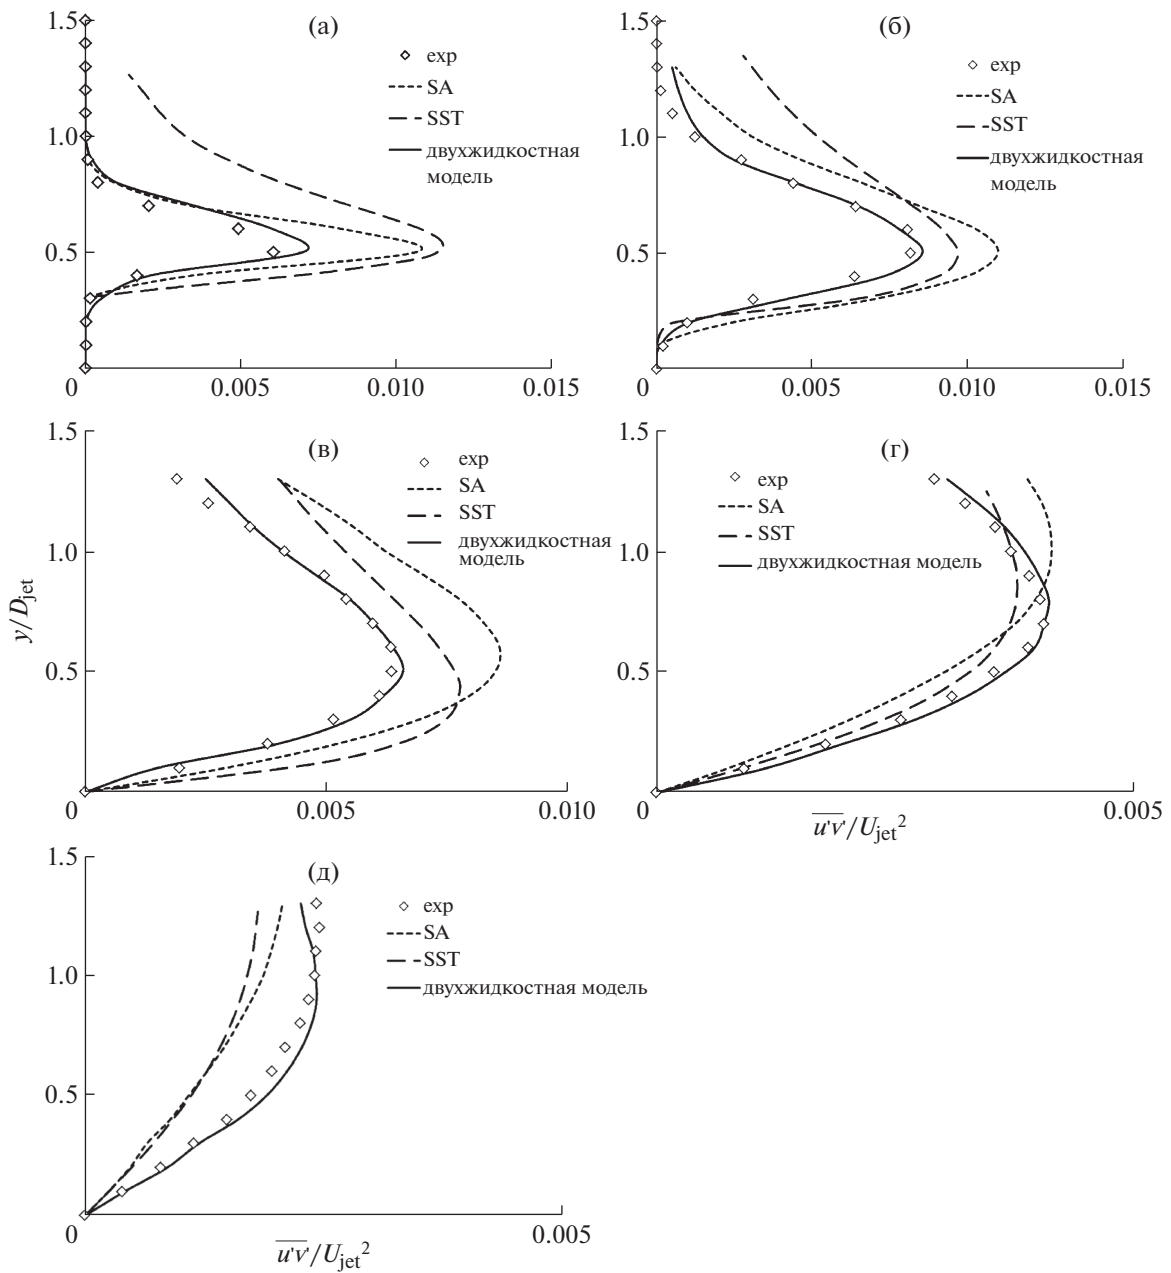 (а)
1.5
1.0
0.5
exp
SA
SST
двухжидкостная
модель
0
0.005
0.010
0.015
(б)
1.5
1.0
0.5
exp
SA
SST
двухжидкостная
модель
0
0.005
0.010
0.015
(в)
1.5
1.0
0.5
y/D_jet
exp
SA
SST
двухжидкостная
модель
0
0.005
0.010
(г)
1.5
1.0
0.5
exp
SA
SST
двухжидкостная модель
0
0.005
u'v'/U_jet²
(д)
1.5
1.0
0.5
exp
SA
SST
двухжидкостная модель
0
0.005
u'v'/U_jet²